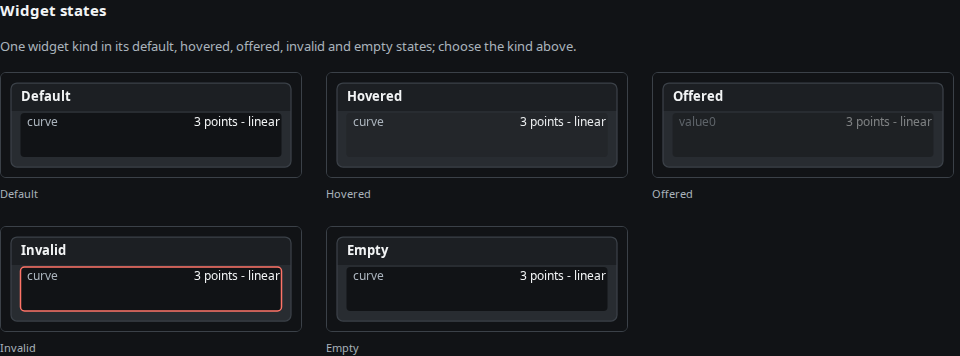 Widget states
One widget kind in its default, hovered, offered, invalid and empty states; choose the kind above.
Default
curve 3 points - linear
Default
Hovered
curve 3 points - linear
Hovered
Offered
value0 3 points - linear
Offered
Invalid
curve 3 points - linear
Invalid
Empty
curve 3 points - linear
Empty